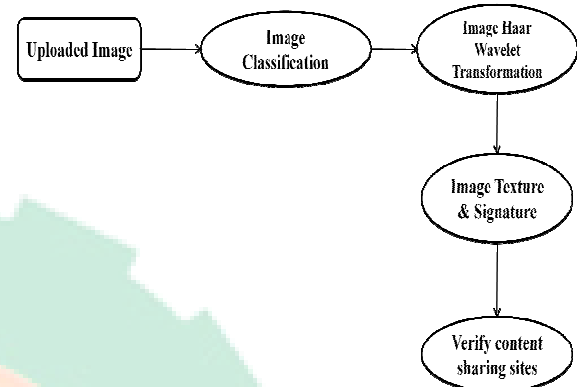 Uploaded Image
Image
Classification
Image Haar
Wavelet
Transformation
Image Texture
& Signature
Verify content
sharing sites